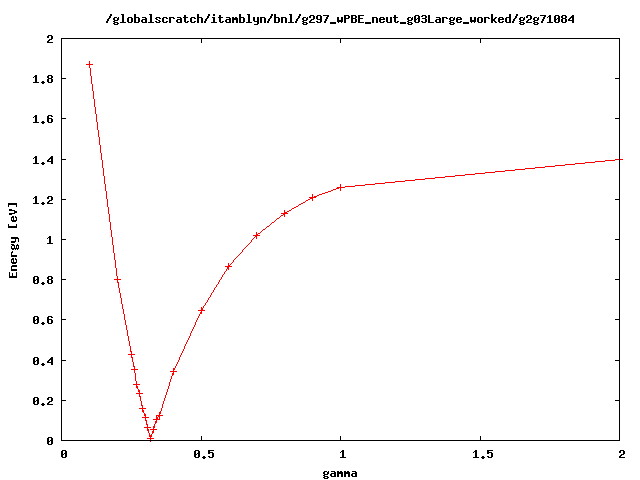 /globalscratch/itamblyn/bnl/g297_wPBE_neut_g03Large_worked/g2g71084
2
1.8
1.6
1.4
1.2
1
0.8
0.6
0.4
0.2
0
Energy [eV]
0 0.5 1 1.5 2
gamma